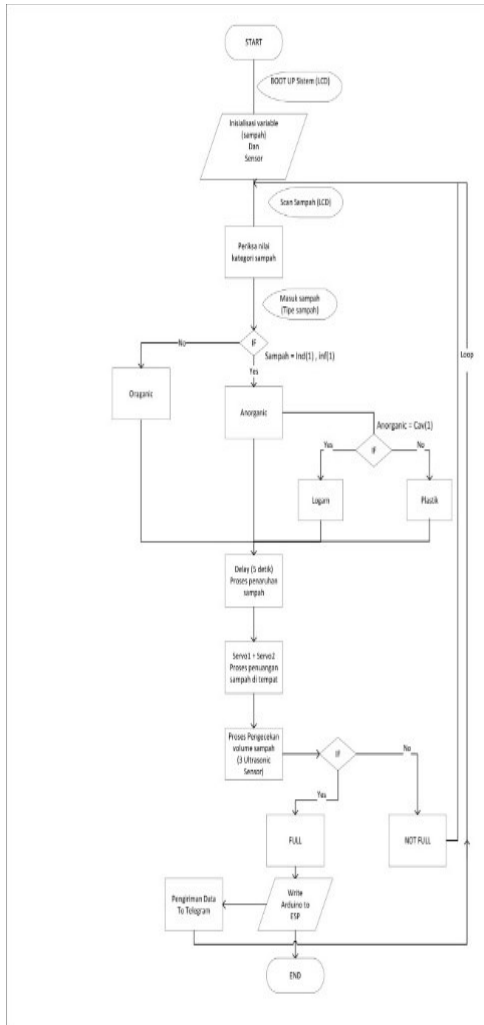 START
BOOT UP Sistem (LCD)
Inisialisasi variable
(sampah)
Dan
Sensor
Scan Sampah (LCD)
Periksa nilai
kategori sampah
Masuk sampah
(Tipe sampah)
IF
Sampah = Ind(1) , inf(1)
No
Yes
Oraganic
Anorganic
Anorganic = Cav(1)
IF
Yes
No
Logam
Plastik
Loop
Delay (5 detik)
Proses penaruhan
sampah
Servo1 + Servo2
Proses penuangan
sampah di tempat
Proses Pengecekan
volume sampah
(3 Ultrasonic
Sensor)
IF
No
Yes
FULL
NOT FULL
Write
Arduino to
ESP
Pengiriman Data
To Telegram
END